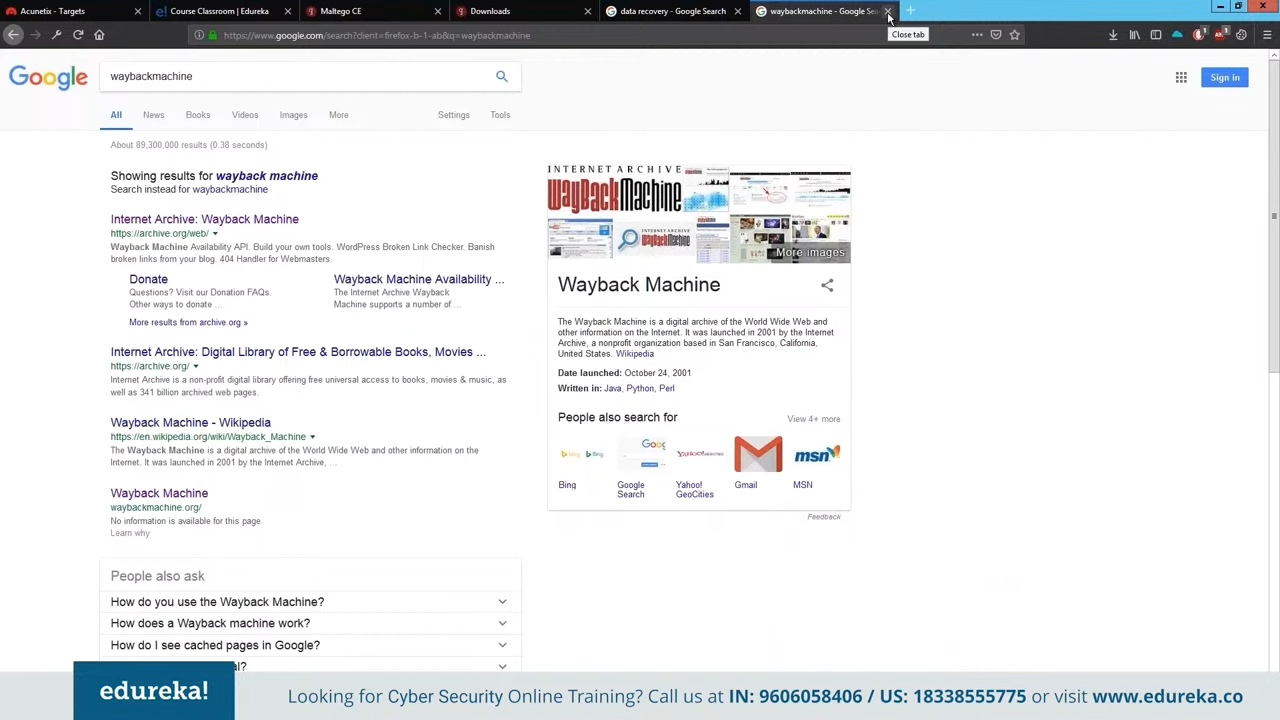 Acunetix - Targets
Course Classroom | Edureka
Maltego CE
Downloads
data recovery - Google Search
waybackmachine - Google Sea
https://www.google.com/search?client=firefox-b-1-ab&q=waybackmachine
Close tab
Google
waybackmachine
Sign in
All News Books Videos Images More Settings Tools
About 89,300,000 results (0.38 seconds)
Showing results for wayback machine
Search instead for waybackmachine
Internet Archive: Wayback Machine
https://archive.org/web/
Wayback Machine Availability API. Build your own tools. WordPress Broken Link Checker. Banish
broken links from your blog. 404 Handler for Webmasters.
Donate
Questions? Visit our Donation FAQs.
Other ways to donate ...
Wayback Machine Availability ...
The Internet Archive Wayback
Machine supports a number of ...
More results from archive.org »
Internet Archive: Digital Library of Free & Borrowable Books, Movies ...
https://archive.org/
Internet Archive is a non-profit digital library offering free universal access to books, movies & music, as
well as 341 billion archived web pages.
Wayback Machine - Wikipedia
https://en.wikipedia.org/wiki/Wayback_Machine
The Wayback Machine is a digital archive of the World Wide Web and other information on the
Internet. It was launched in 2001 by the Internet Archive, ...
Wayback Machine
waybackmachine.org/
No information is available for this page.
Learn why
People also ask
How do you use the Wayback Machine?
How does a Wayback machine work?
How do I see cached pages in Google?
al?
INTERNET ARCHIVE
WayBackMachine
More images
Wayback Machine
The Wayback Machine is a digital archive of the World Wide Web and
other information on the Internet. It was launched in 2001 by the Internet
Archive, a nonprofit organization based in San Francisco, California,
United States. Wikipedia
Date launched: October 24, 2001
Written in: Java, Python, Perl
People also search for
View 4+ more
msn
Bing
Google
Search
Yahoo!
GeoCities
Gmail
MSN
Feedback
edureka!
Looking for Cyber Security Online Training? Call us at IN: 9606058406 / US: 18338555775 or visit www.edureka.co